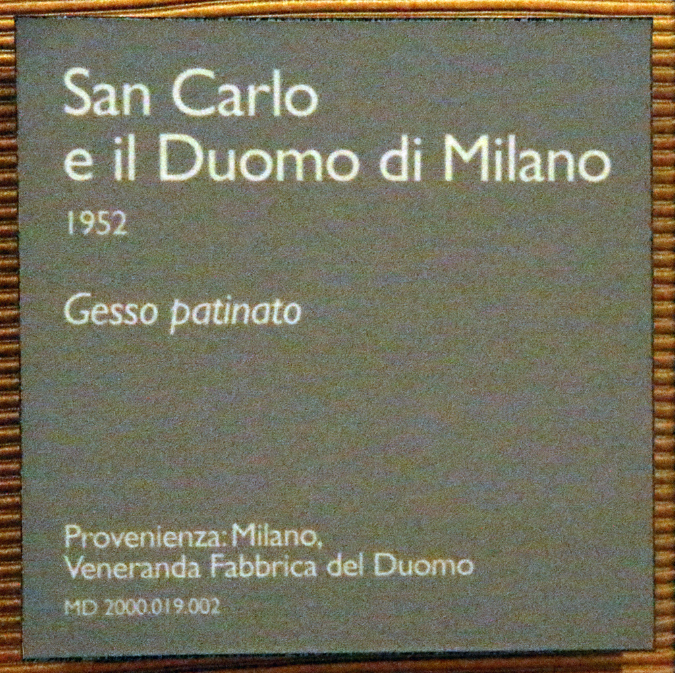 San Carlo
e il Duomo di Milano
1952
Gesso patinato
Provenienza: Milano,
Veneranda Fabbrica del Duomo
MD 2000.019.002